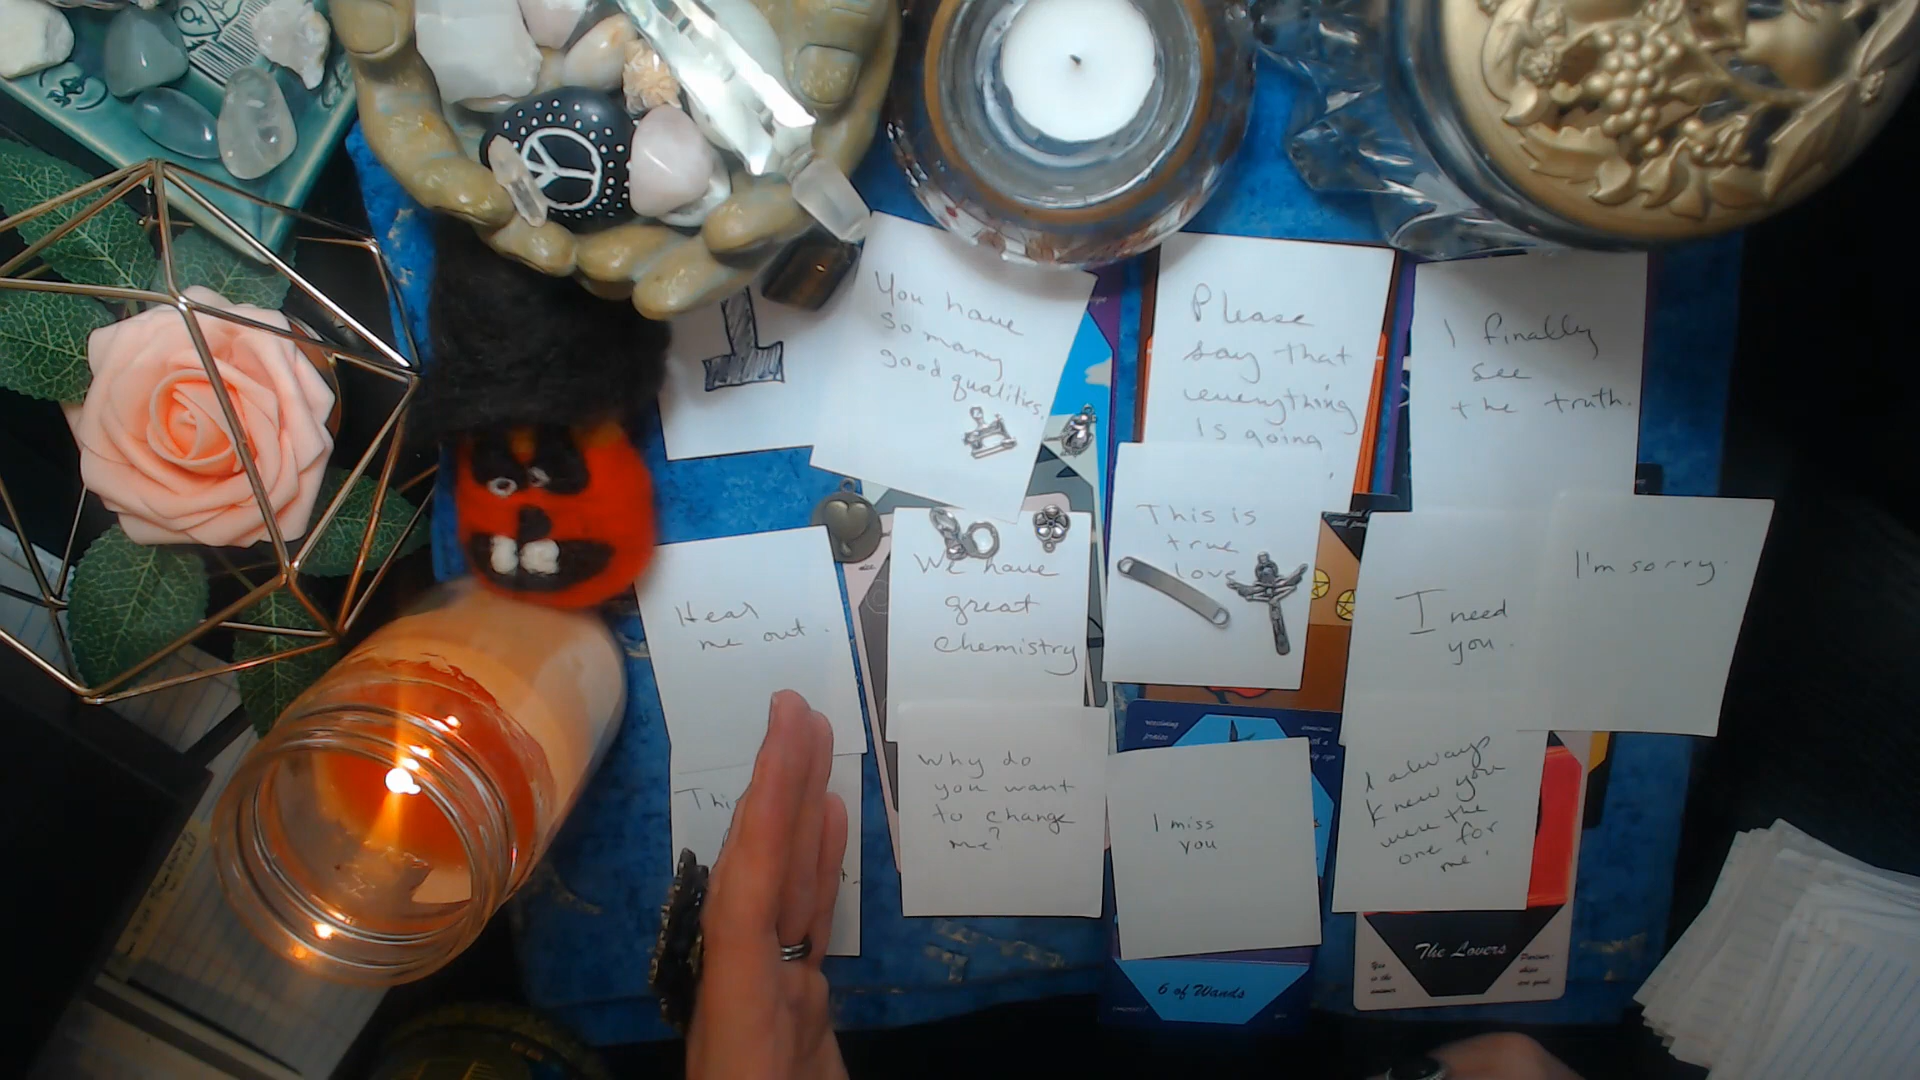 You have
so many
good qualities.
Please
say that
everything
is going
I finally
see
the truth.
Hear
me out.
We have
great
chemistry
This is
true
love
I need
you.
I'm sorry.
Why do
you want
to change
me?
I miss
you
I always
knew you
were the
one for
me.
receiving
praise
6 of Wands
The Lovers